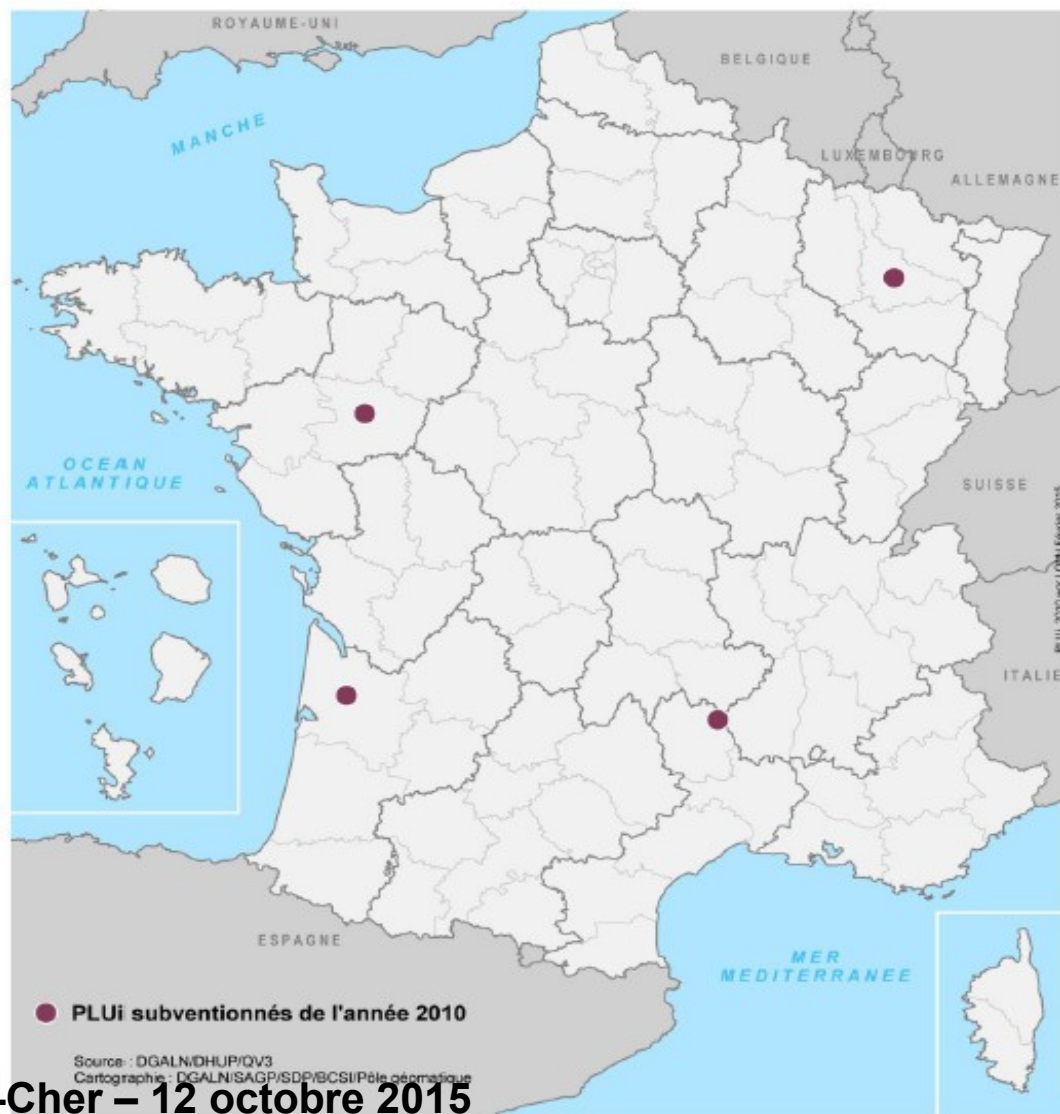 ROYAUME-UNI
BELGIQUE
MANCHE
LUXEMBOURG
ALLEMAGNE
OCEAN
ATLANTIQUE
SUISSE
ITALIE
ESPAGNE
MER
MEDITERRANEE
PLUi subventionnés de l'année 2010
Source : DGALN/DHUP/QV3
Cartographie : DGALN/SAGP/SDP/BCSI/Pôle géomatique
-Cher – 12 octobre 2015